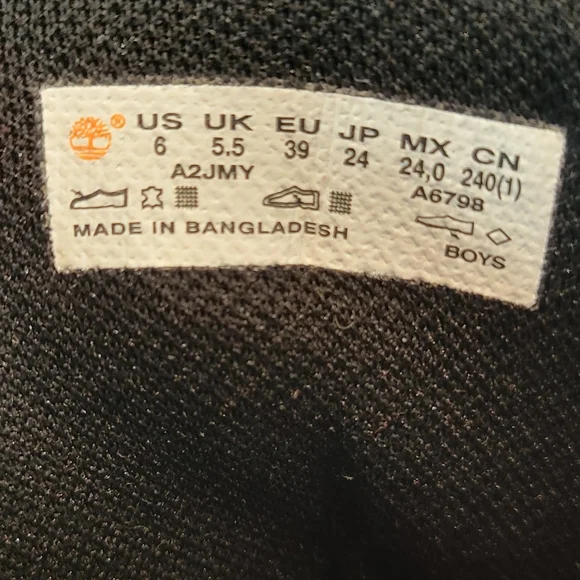 ® US UK EU JP MX CN
6 5.5 39 24 24,0 240(1)
A2JMY A6798
MADE IN BANGLADESH
BOYS